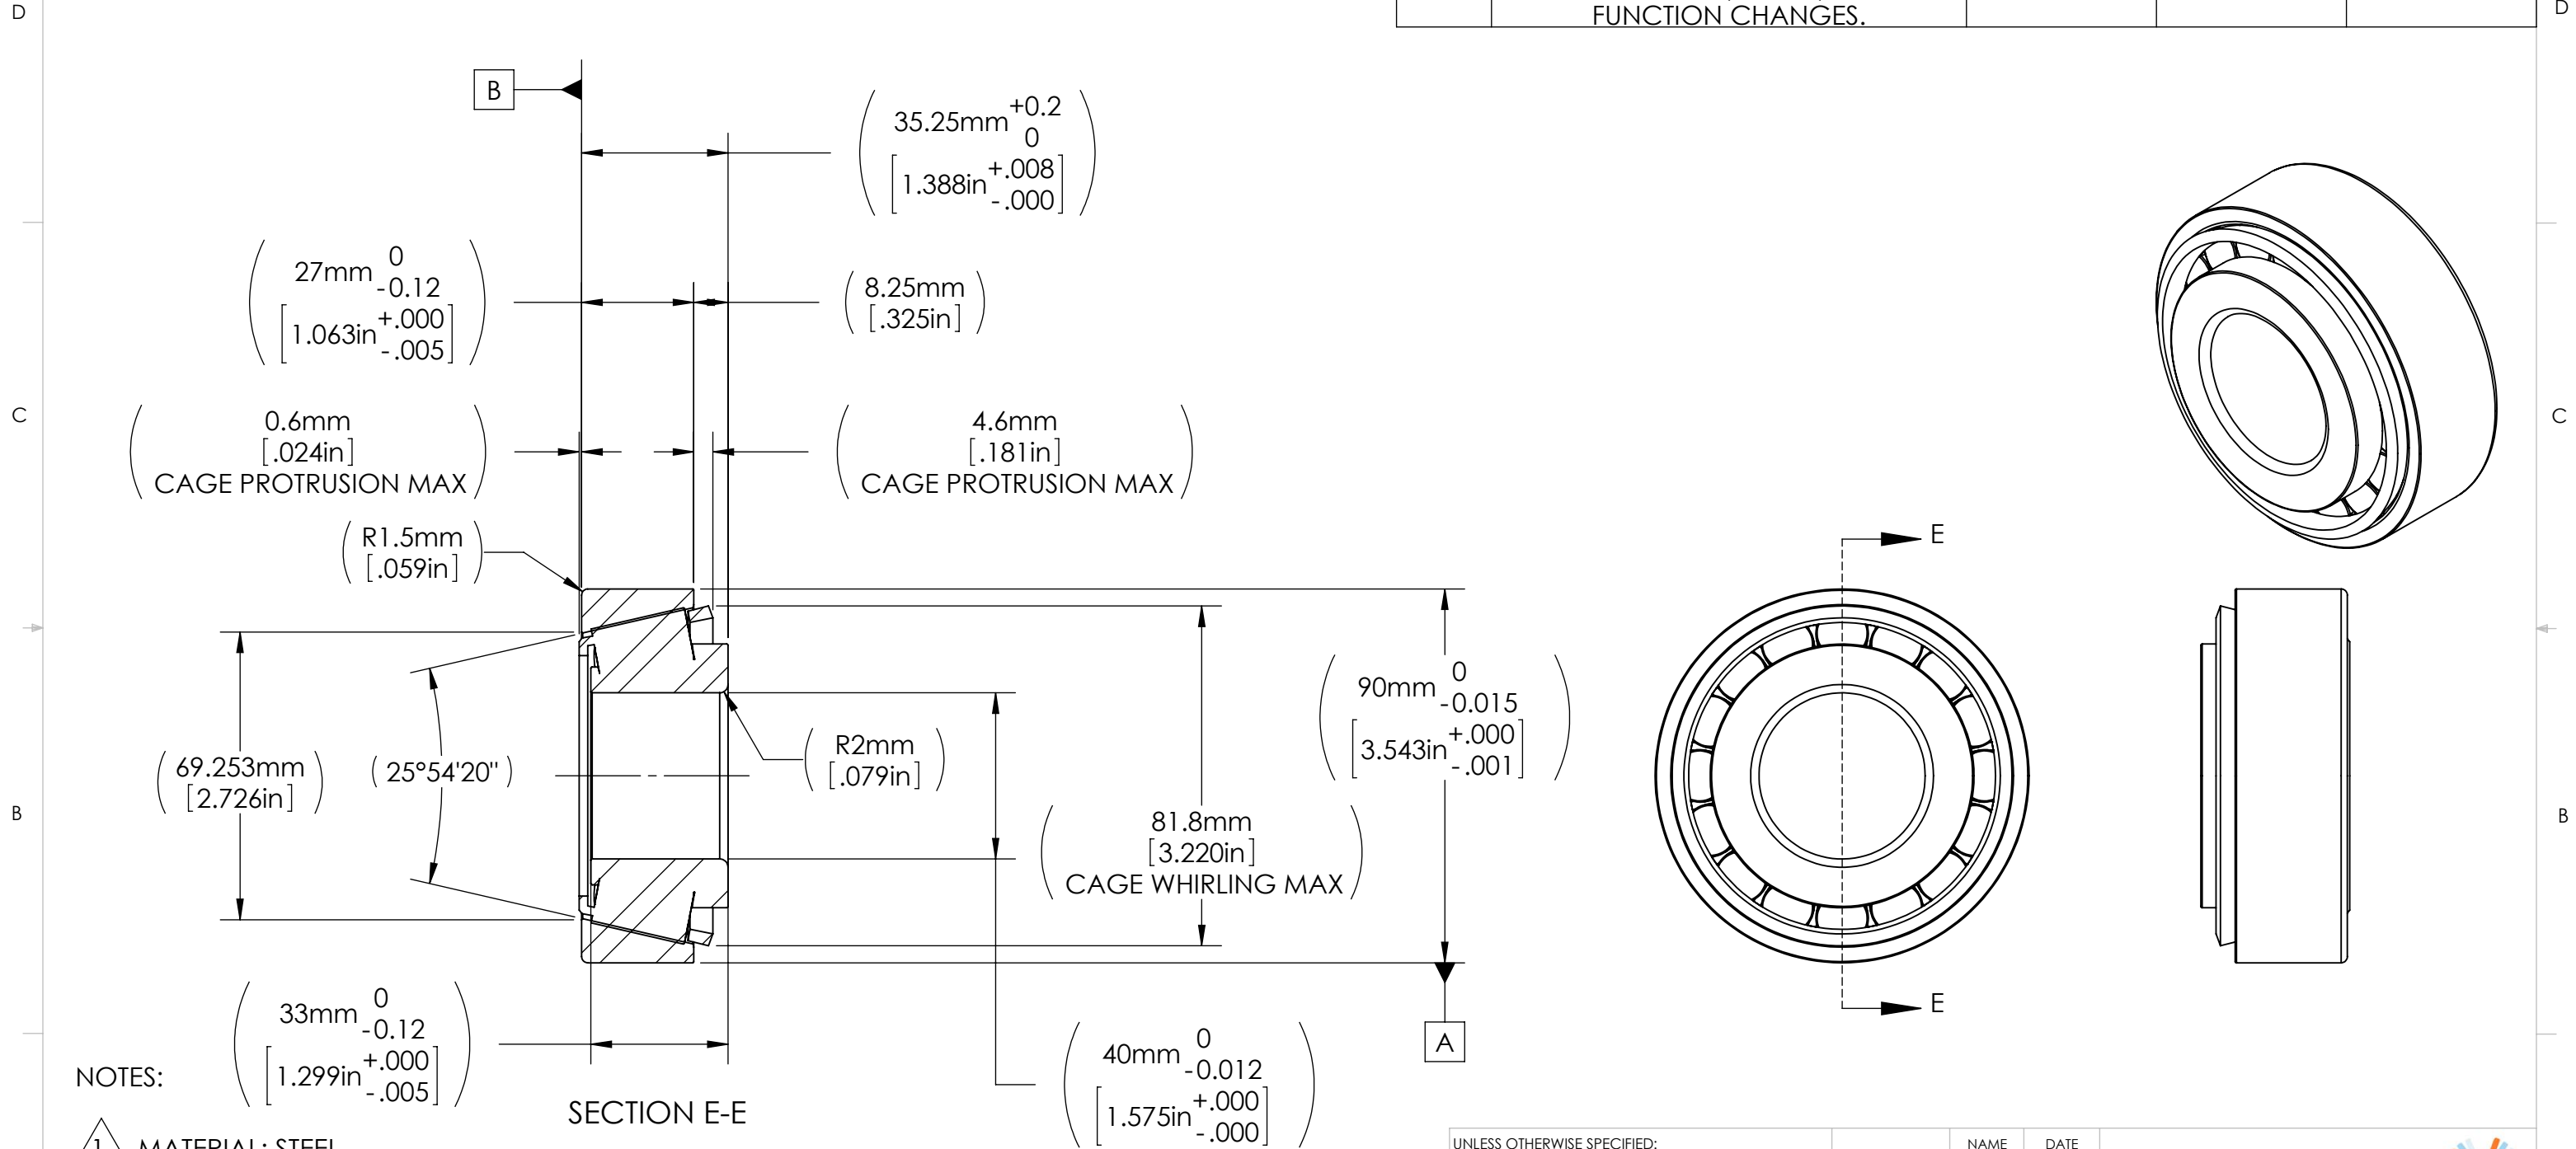 D
FUNCTION CHANGES.
D
B
35.25mm +0.2 0
[1.388in +.008 -.000]
27mm 0 -0.12
[1.063in +.000 -.005]
(8.25mm
[.325in])
C
(0.6mm
[.024in]
CAGE PROTRUSION MAX)
(4.6mm
[.181in]
CAGE PROTRUSION MAX)
C
(R1.5mm
[.059in])
E
90mm 0 -0.015
[3.543in +.000 -.001]
(69.253mm
[2.726in])
(25°54'20")
(R2mm
[.079in])
B
(81.8mm
[3.220in]
CAGE WHIRLING MAX)
B
33mm 0 -0.12
[1.299in +.000 -.005]
E
A
40mm 0 -0.012
[1.575in +.000 -.000]
NOTES:
SECTION E-E
1 MATERIAL: STEEL
UNLESS OTHERWISE SPECIFIED:
NAME
DATE